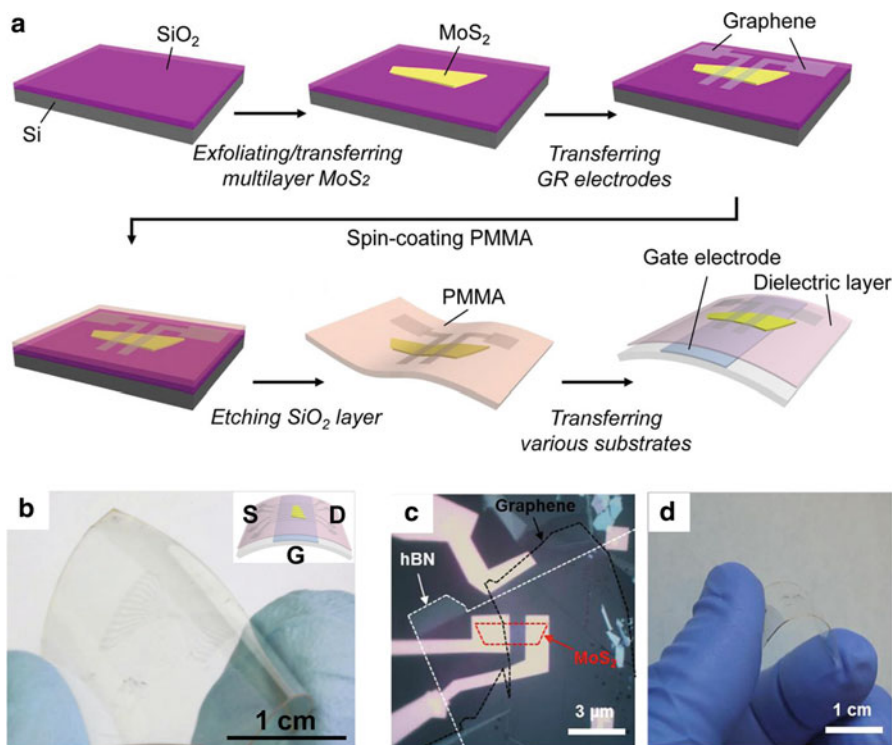 a
SiO₂
MoS₂
Graphene
Si
Exfoliating/transferring
multilayer MoS₂
Transferring
GR electrodes
Spin-coating PMMA
Gate electrode
Dielectric layer
PMMA
Etching SiO₂ layer
Transferring
various substrates
b
S
D
G
1 cm
c
Graphene
hBN
MoS₂
3 µm
d
1 cm